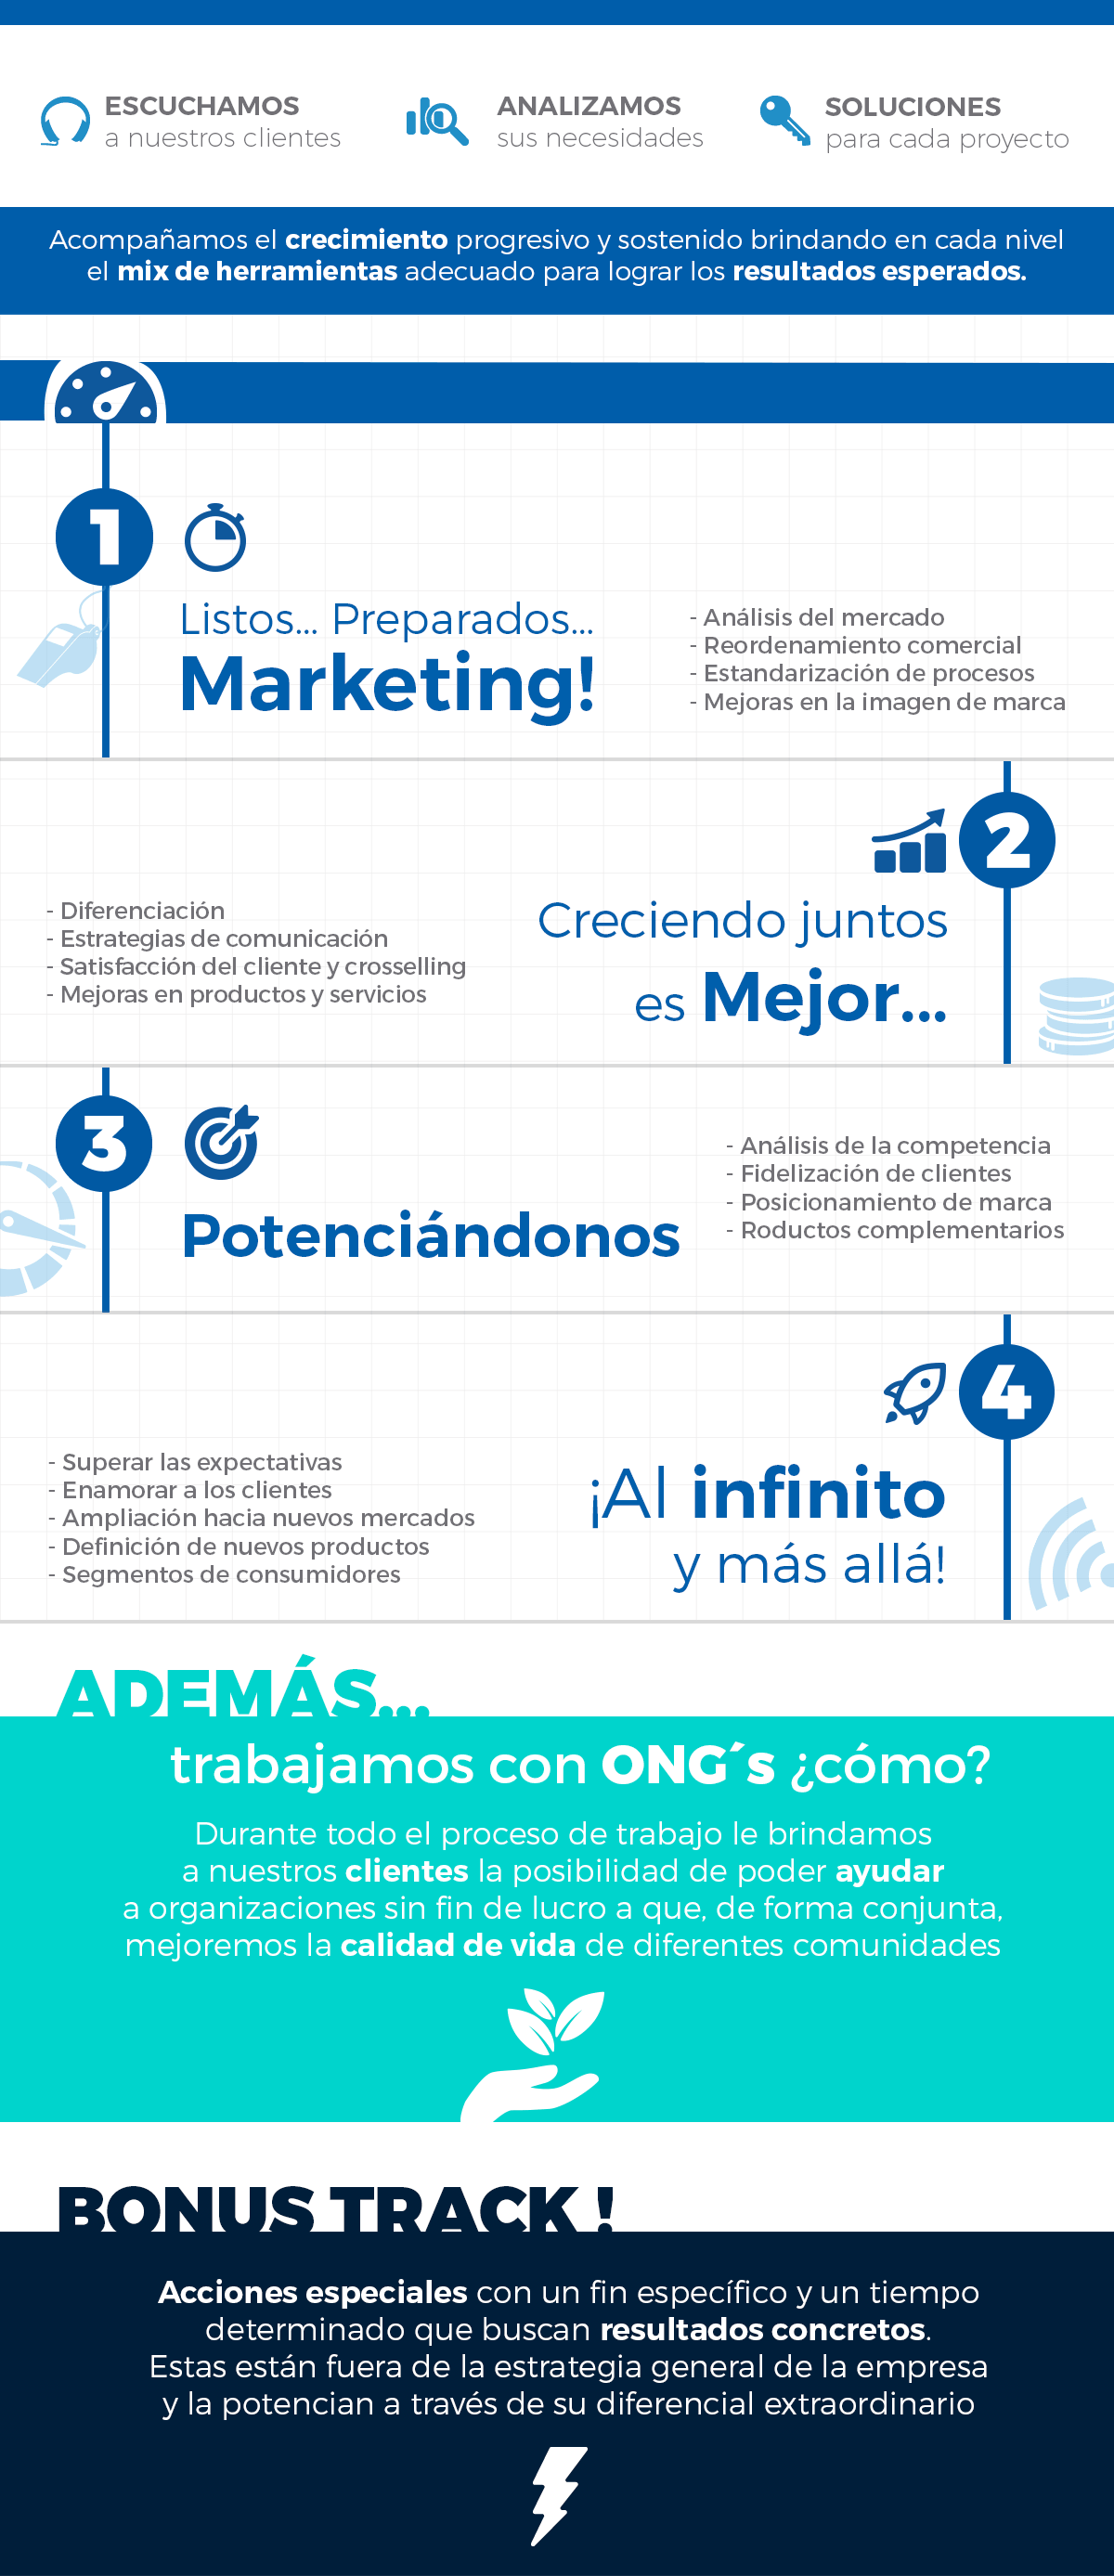 ESCUCHAMOS
a nuestros clientes
ANALIZAMOS
sus necesidades
SOLUCIONES
para cada proyecto
Acompañamos el crecimiento progresivo y sostenido brindando en cada nivel
el mix de herramientas adecuado para lograr los resultados esperados.
1
Listos... Preparados...
Marketing!
- Análisis del mercado
- Reordenamiento comercial
- Estandarización de procesos
- Mejoras en la imagen de marca
2
Creciendo juntos
es Mejor...
- Diferenciación
- Estrategias de comunicación
- Satisfacción del cliente y crosselling
- Mejoras en productos y servicios
3
Potenciándonos
- Análisis de la competencia
- Fidelización de clientes
- Posicionamiento de marca
- Roductos complementarios
4
¡Al infinito
y más allá!
- Superar las expectativas
- Enamorar a los clientes
- Ampliación hacia nuevos mercados
- Definición de nuevos productos
- Segmentos de consumidores
ADEMÁS...
trabajamos con ONG´s ¿cómo?
Durante todo el proceso de trabajo le brindamos
a nuestros clientes la posibilidad de poder ayudar
a organizaciones sin fin de lucro a que, de forma conjunta,
mejoremos la calidad de vida de diferentes comunidades
BONUS TRACK !
Acciones especiales con un fin específico y un tiempo
determinado que buscan resultados concretos.
Estas están fuera de la estrategia general de la empresa
y la potencian a través de su diferencial extraordinario